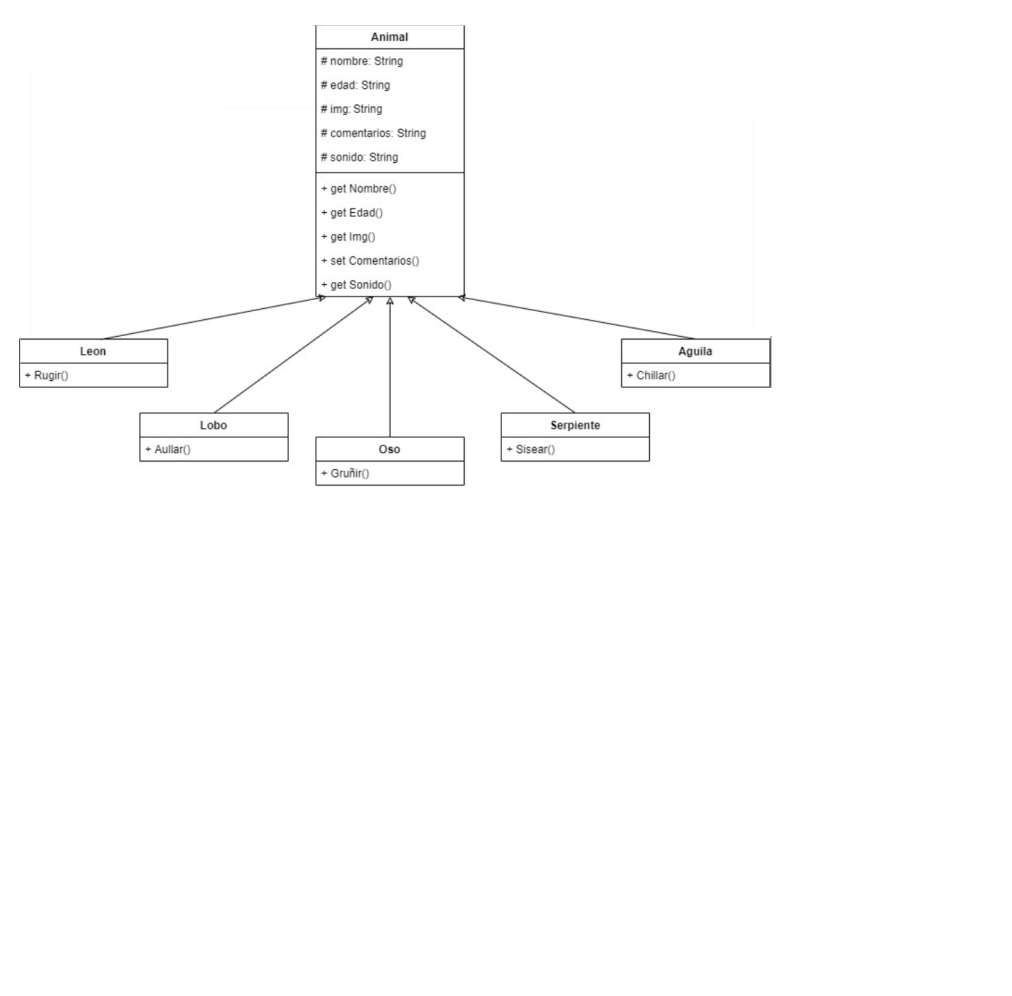 Animal
# nombre: String
# edad: String
# img: String
# comentarios: String
# sonido: String
+ get Nombre()
+ get Edad()
+ get Img()
+ set Comentarios()
+ get Sonido()
Leon
+ Rugir()
Aguila
+ Chillar()
Lobo
+ Aullar()
Oso
+ Gruñir()
Serpiente
+ Sisear()